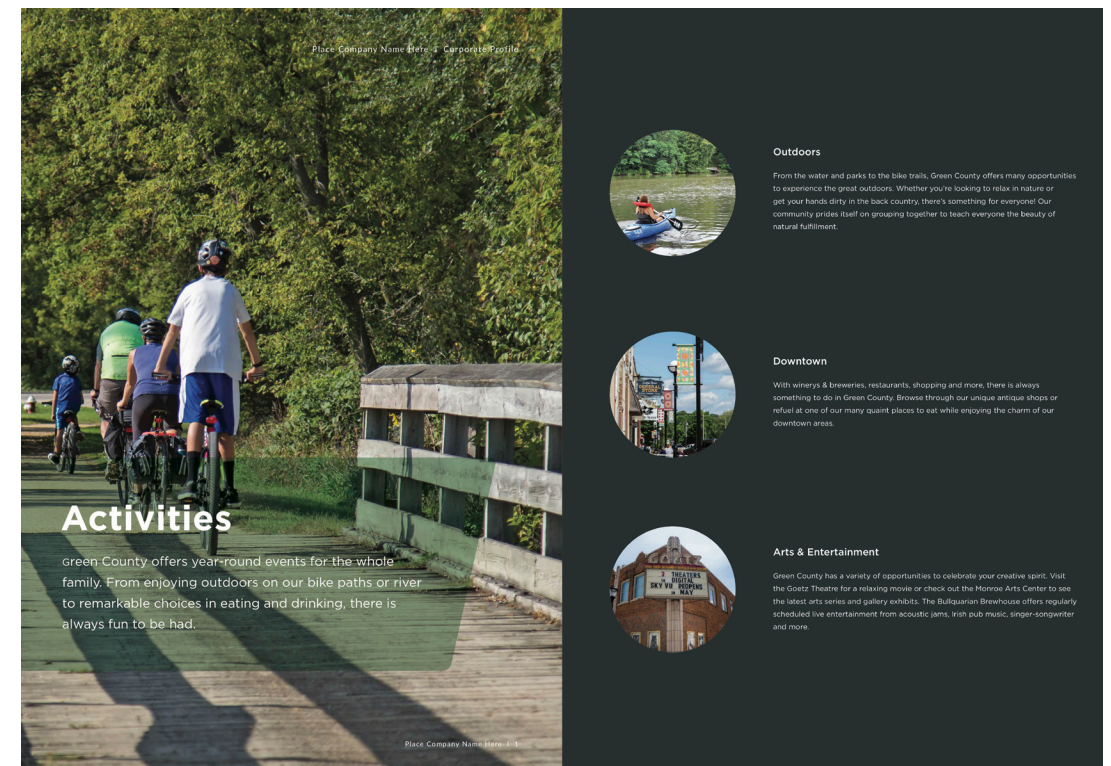 Place Company Name Here I Corporate Profile
Activities
Green County offers year-round events for the whole
family. From enjoying outdoors on our bike paths or river
to remarkable choices in eating and drinking, there is
always fun to be had.
Place Company Name Here I 5
Outdoors
From the water and parks to the bike trails, Green County offers many opportunities
to experience the great outdoors. Whether you're looking to relax in nature or
get your hands dirty in the back country, there's something for everyone! Our
community prides itself on grouping together to teach everyone the beauty of
natural fulfillment.
Downtown
With winerys & breweries, restaurants, shopping and more, there is always
something to do in Green County. Browse through our unique antique shops or
refuel at one of our many quaint places to eat while enjoying the charm of our
downtown areas.
GENERAL
STORE
Arts & Entertainment
Green County has a variety of opportunities to celebrate your creative spirit. Visit
the Goetz Theatre for a relaxing movie or check out the Monroe Arts Center to see
the latest arts series and gallery exhibits. The Bullquarian Brewhouse offers regularly
scheduled live entertainment from acoustic jams, irish pub music, singer-songwriter
and more.
3 THEATERS
IN DIGITAL
SKY VU REOPENS
IN MAY